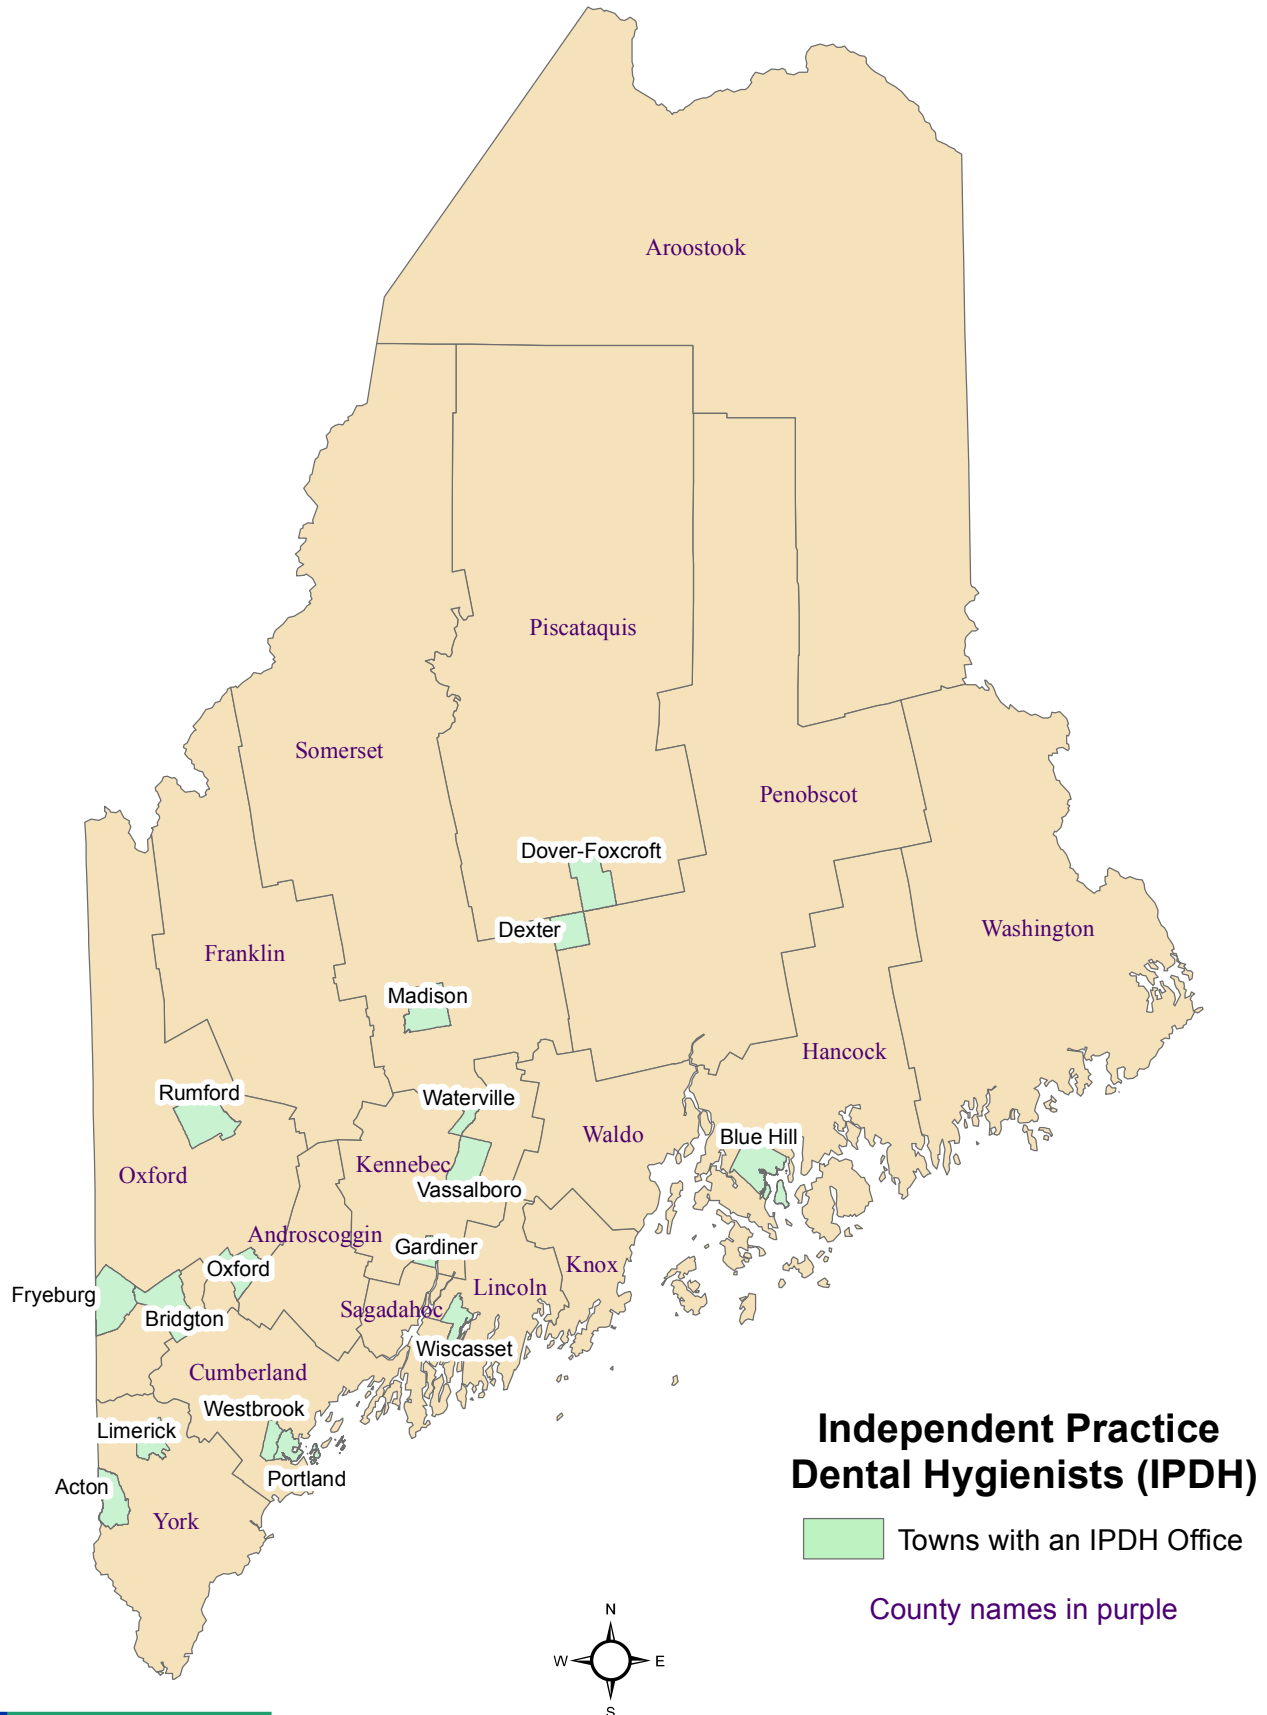 Aroostook
Piscataquis
Somerset
Penobscot
Dover-Foxcroft
Dexter
Washington
Franklin
Madison
Hancock
Rumford
Waterville
Waldo
Blue Hill
Kennebec
Oxford
Vassalboro
Androscoggin
Gardiner
Knox
Oxford
Lincoln
Fryeburg
Sagadahoc
Bridgton
Wiscasset
Cumberland
Westbrook
Limerick
Portland
Acton
York
Independent Practice
Dental Hygienists (IPDH)
Towns with an IPDH Office
County names in purple
N
W
E
S